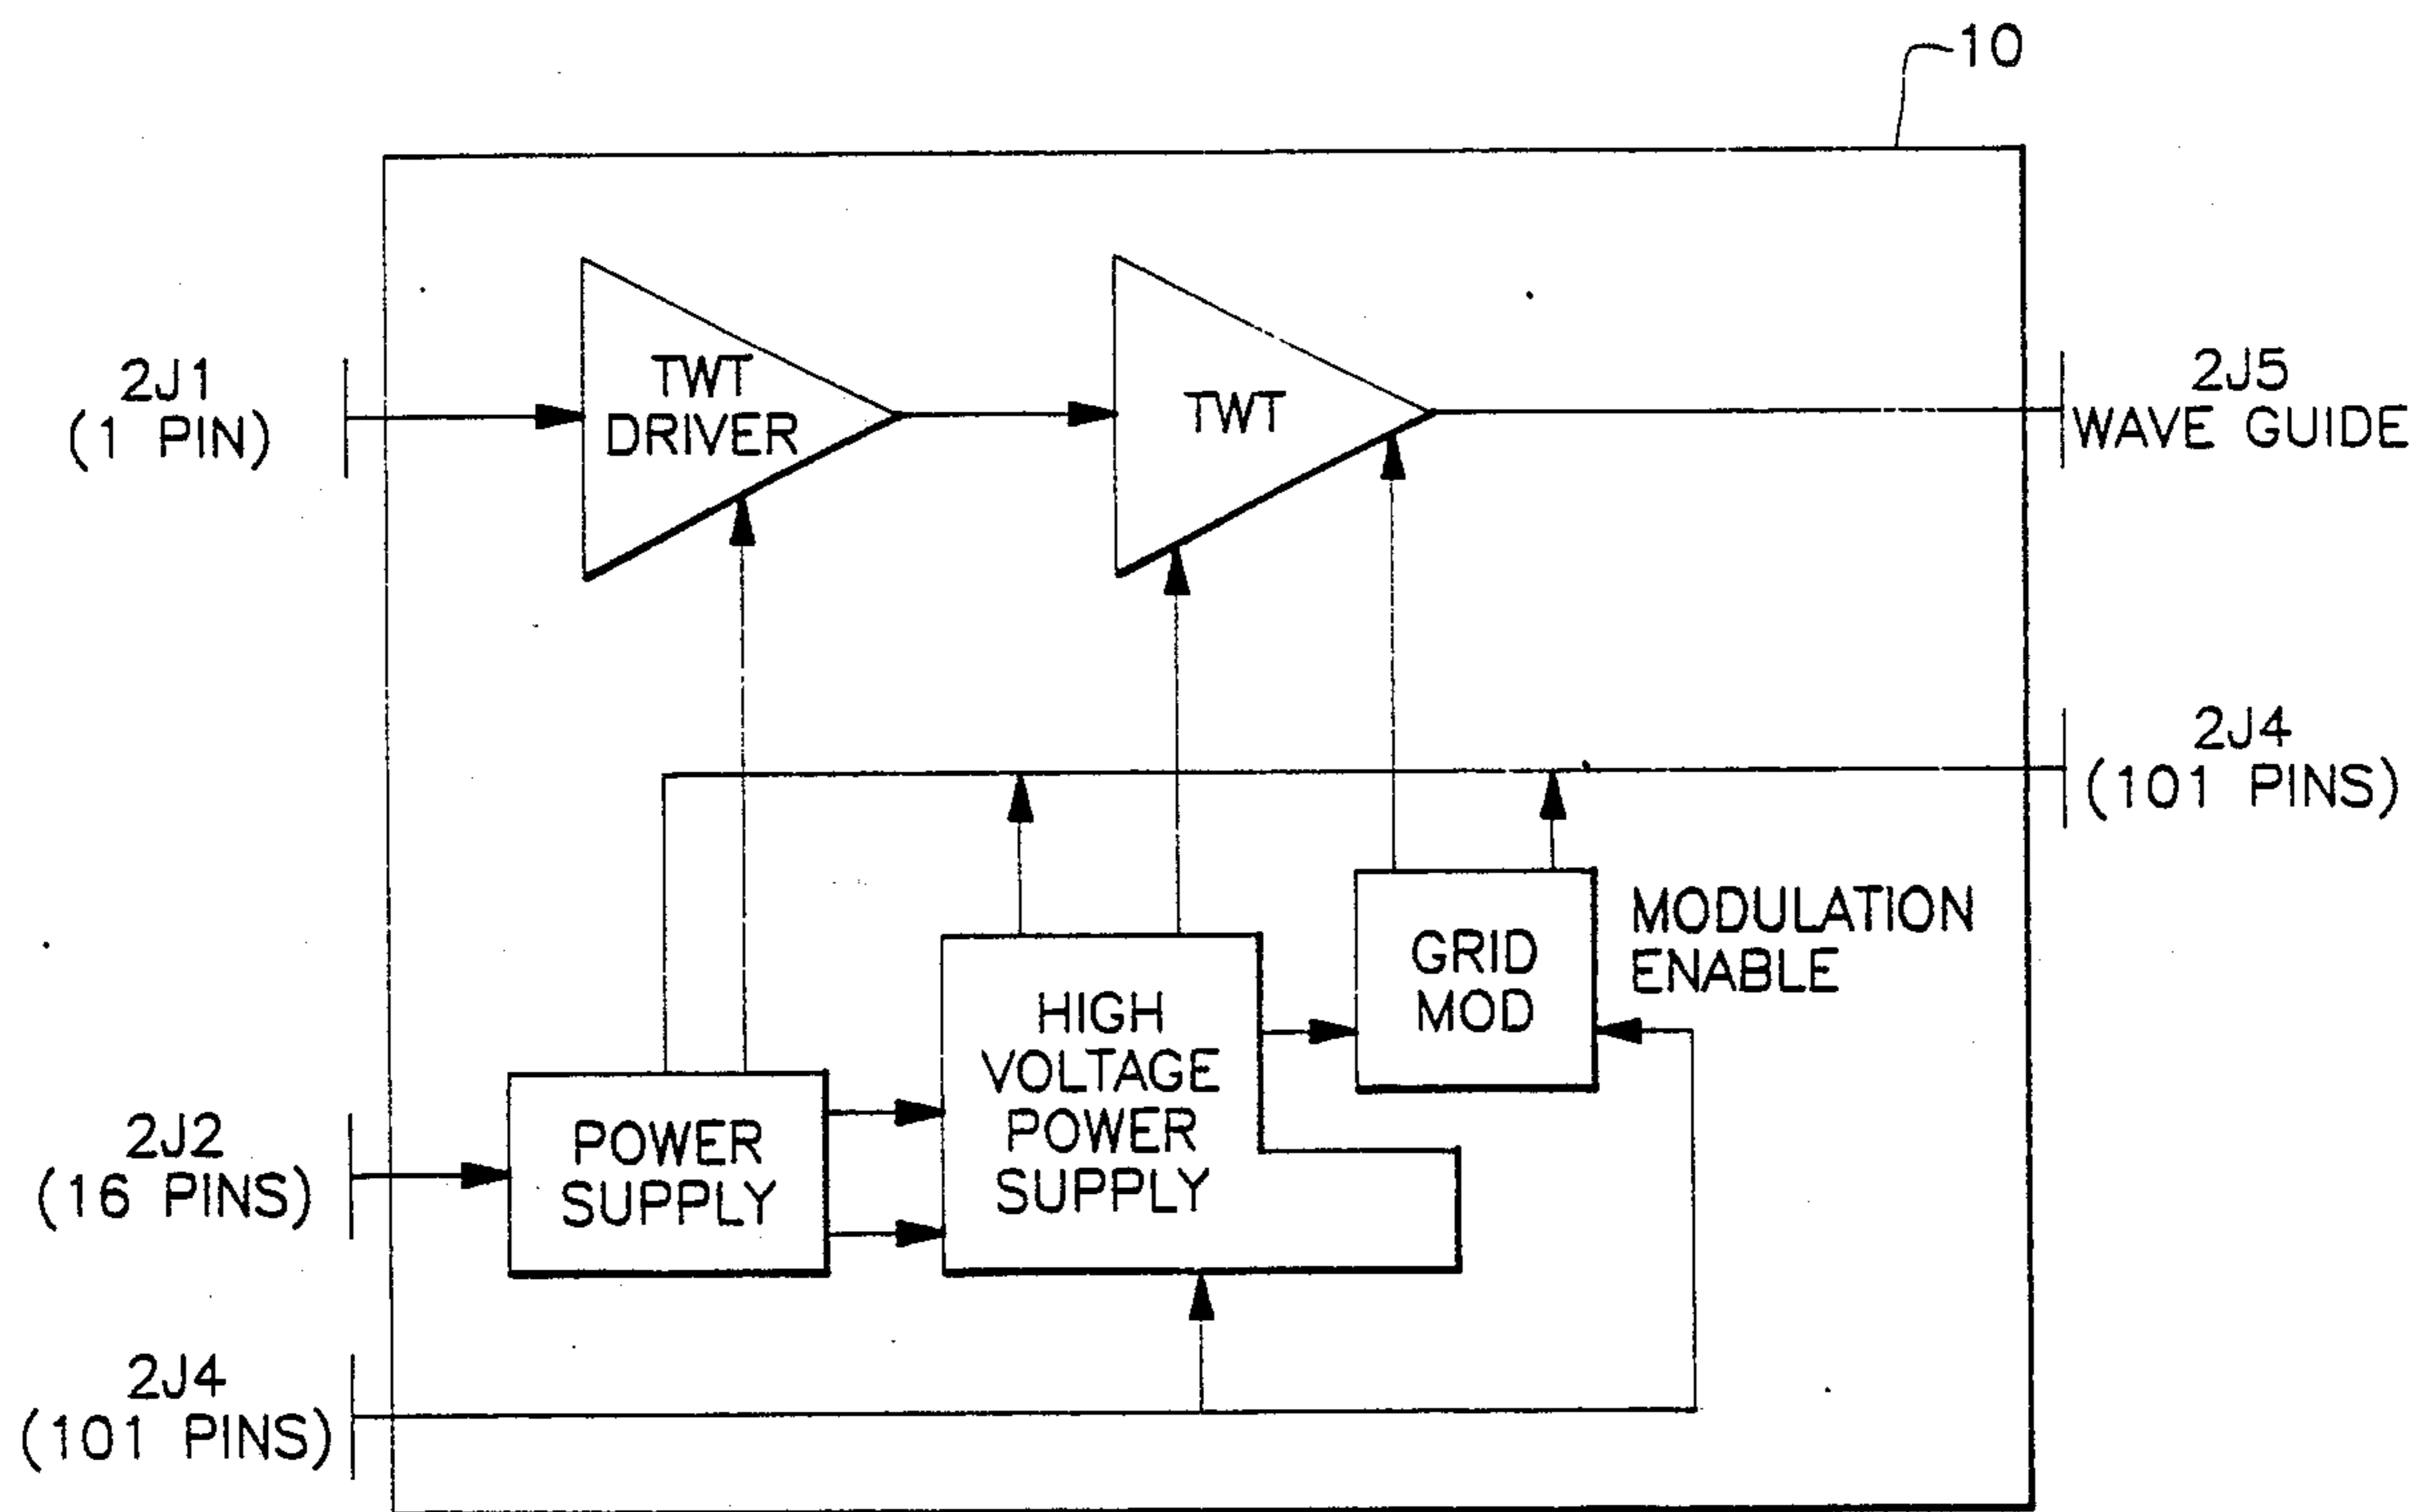 10
2J1
(1 PIN)
TWT
DRIVER
TWT
2J5
WAVE GUIDE
2J4
(101 PINS)
MODULATION
ENABLE
GRID
MOD
HIGH
VOLTAGE
POWER
SUPPLY
2J2
(16 PINS)
POWER
SUPPLY
2J4
(101 PINS)